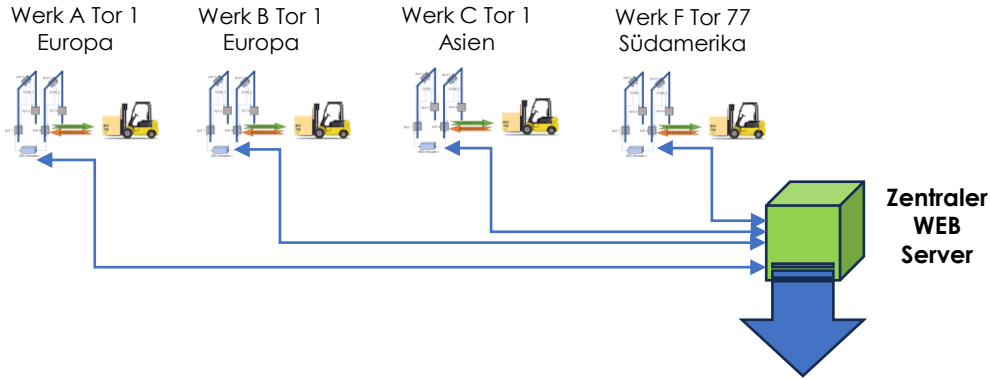 Werk A Tor 1
Europa
Werk B Tor 1
Europa
Werk C Tor 1
Asien
Werk F Tor 77
Südamerika
Zentraler
WEB
Server